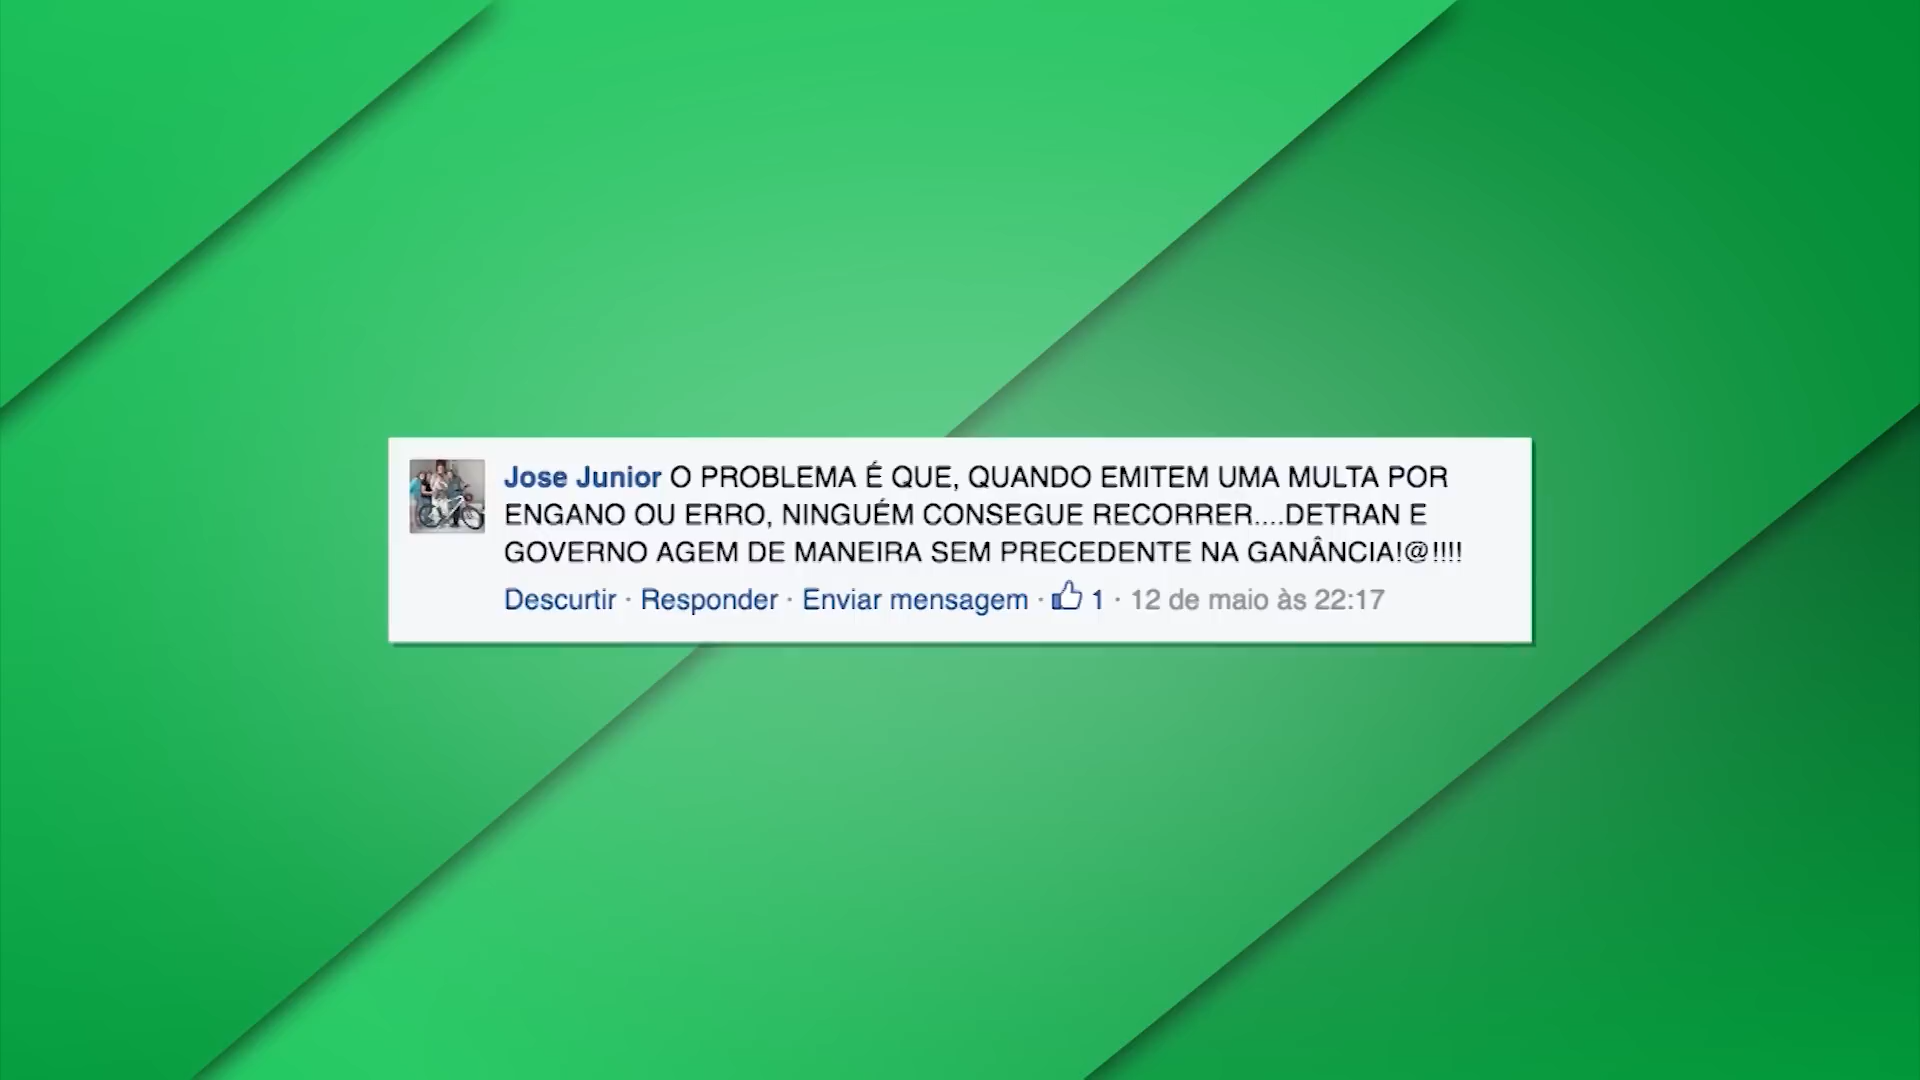 Jose Junior O PROBLEMA É QUE, QUANDO EMITEM UMA MULTA POR
ENGANO OU ERRO, NINGUÉM CONSEGUE RECORRER....DETRAN E
GOVERNO AGEM DE MANEIRA SEM PRECEDENTE NA GANÂNCIA!@!!!!
Descurtir · Responder · Enviar mensagem · 1 · 12 de maio às 22:17